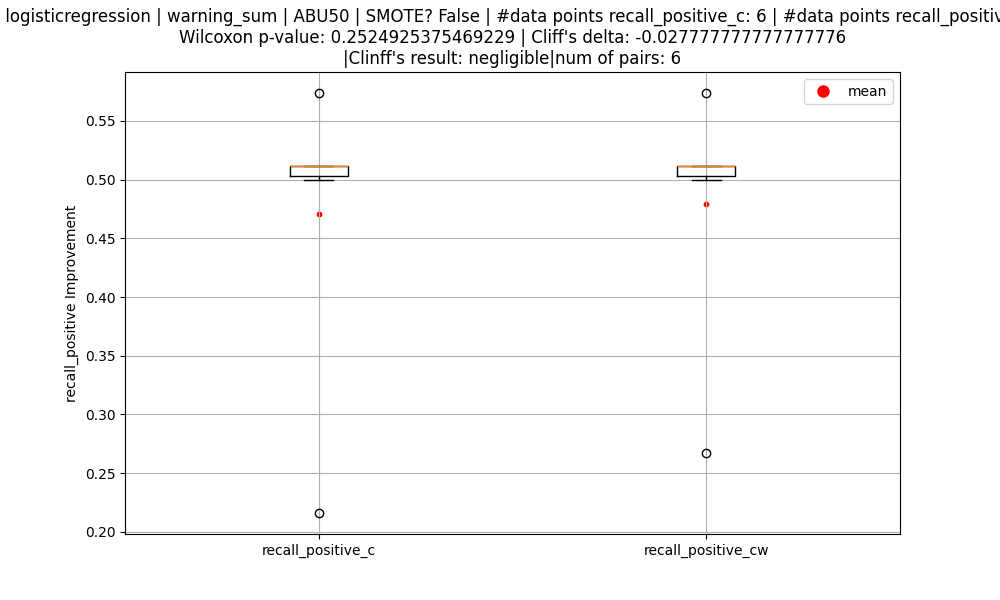 logisticregression | warning_sum | ABU50 | SMOTE? False | #data points recall_positive_c: 6 | #data points
Wilcoxon p-value: 0.2524925375469229 | Cliff's delta: -0.027777777777777776
|Clinff's result: negligible|num of pairs: 6
mean
0.55
0.50
0.45
0.40
0.35
0.30
0.25
0.20
recall_positive Improvement
recall_positive_c
recall_positive_cw